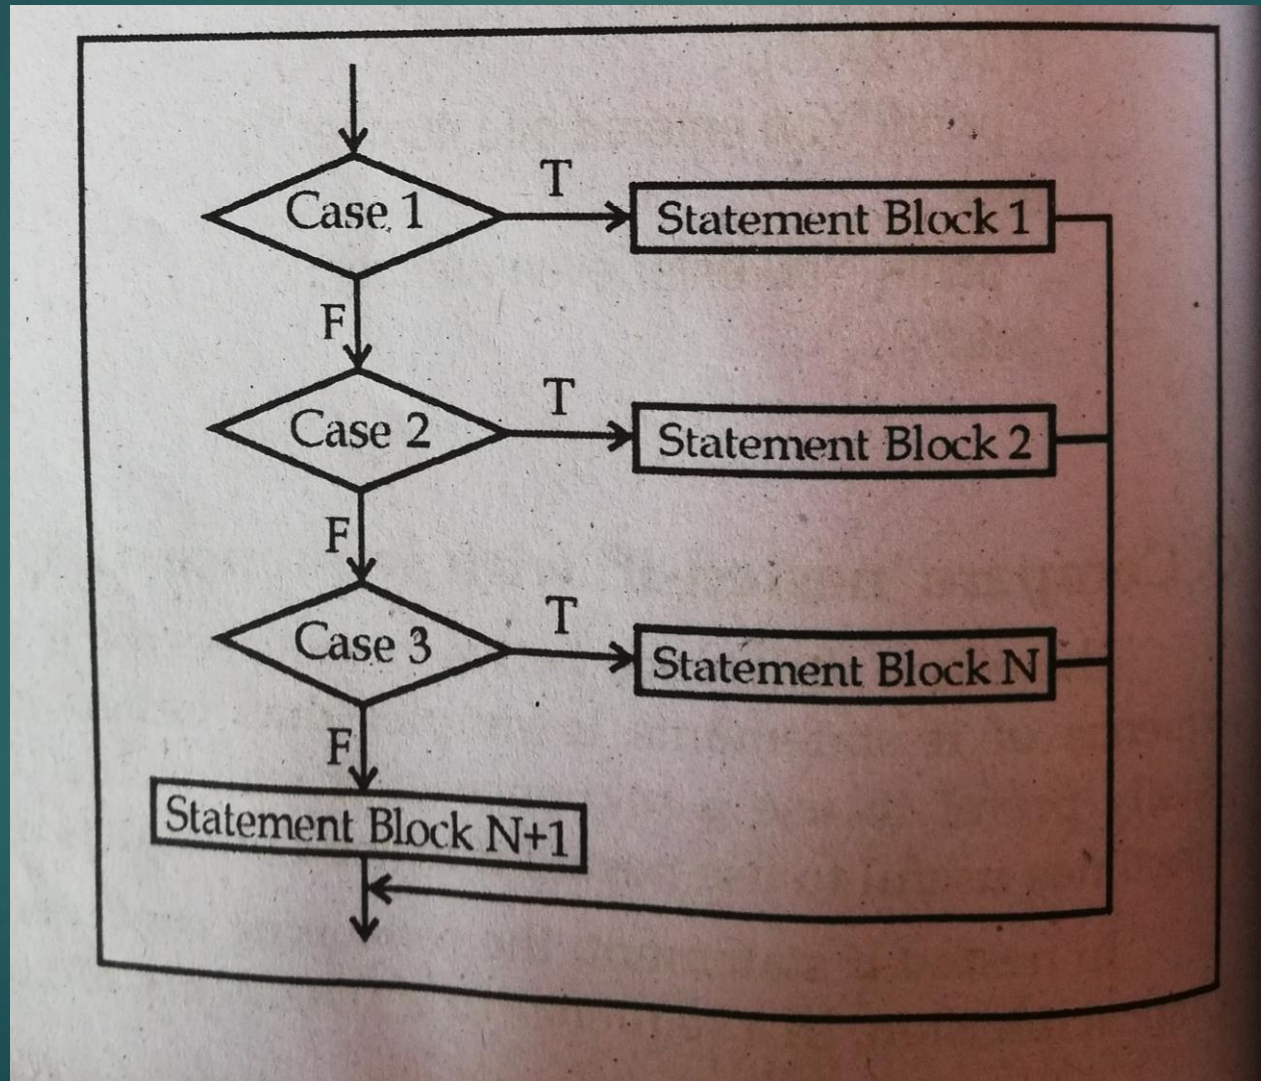 T
Case 1
Statement Block 1
F
T
Case 2
Statement Block 2
F
T
Case 3
Statement Block N
F
Statement Block N+1